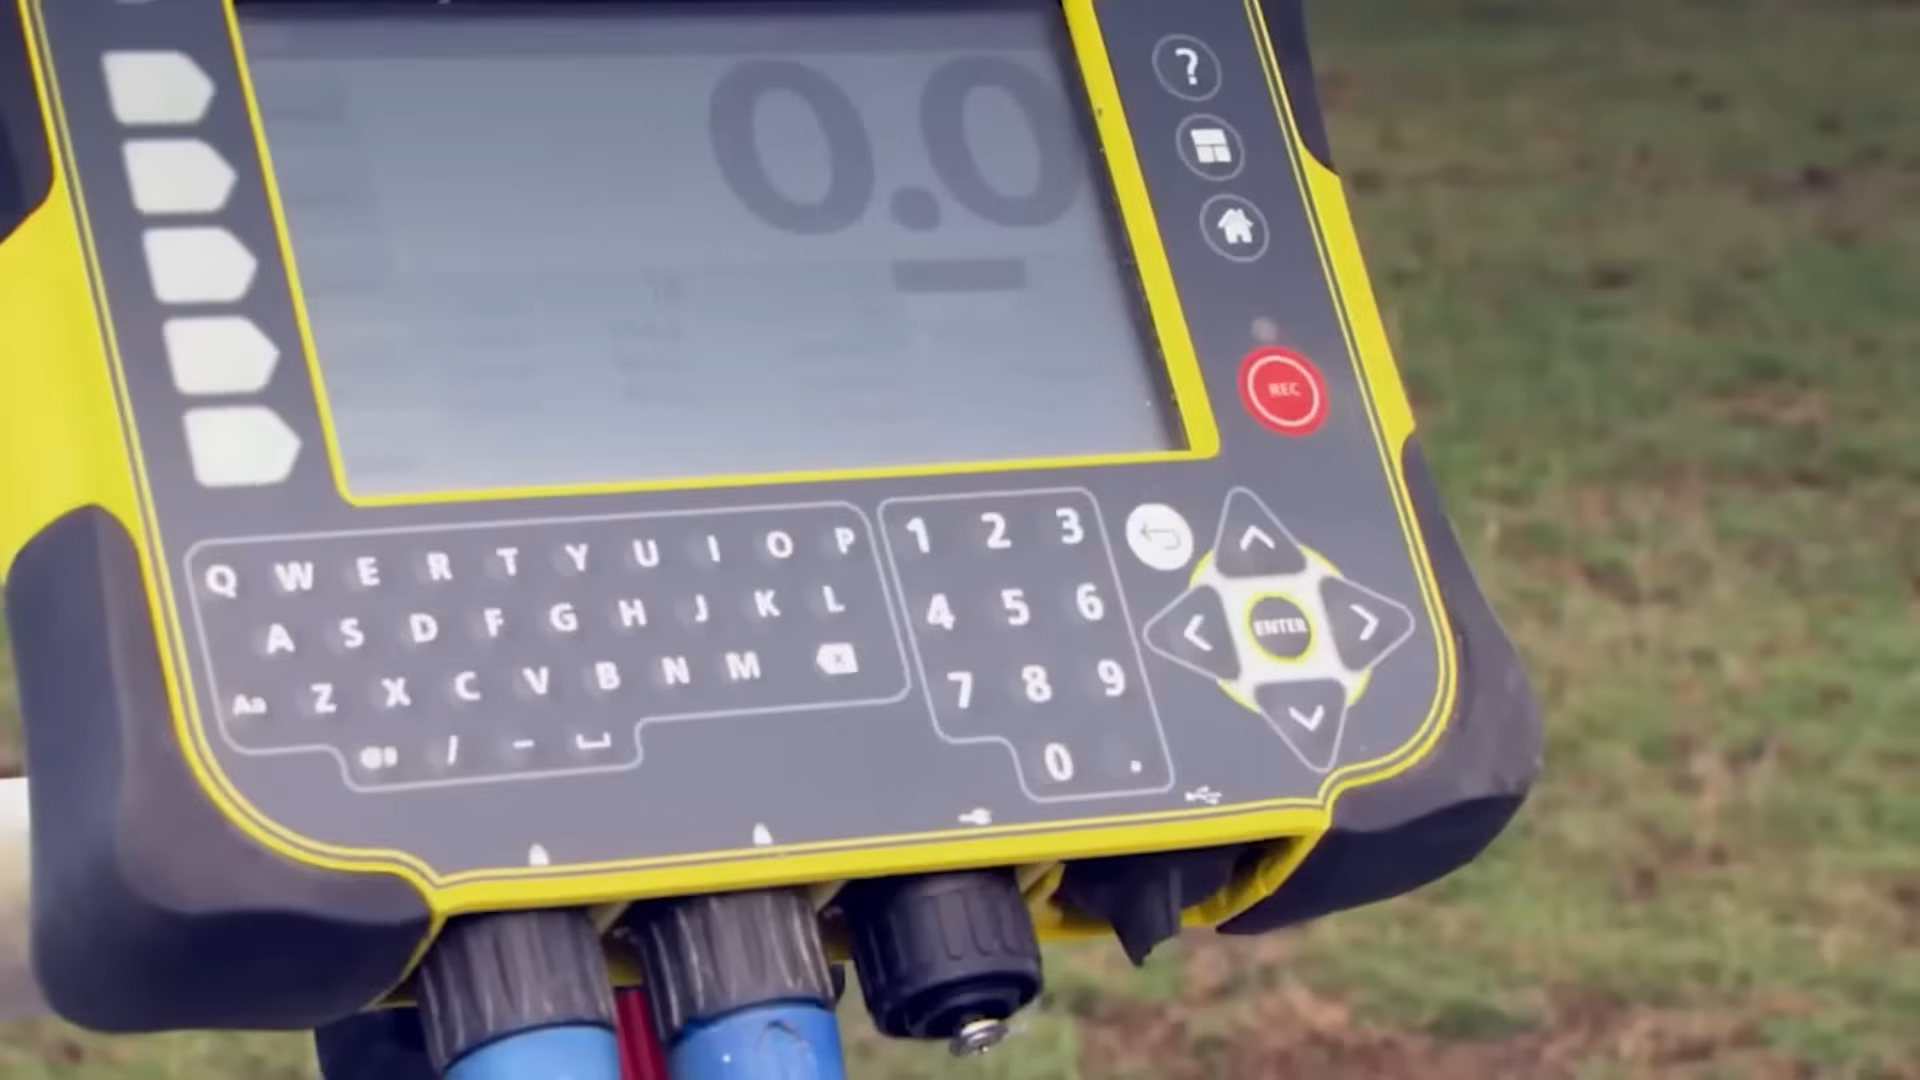 0.0
?
REC
Q W E R T Y U I O P
A S D F G H J K L
Aa Z X C V B N M
/ -
1 2 3
4 5 6
7 8 9
0 .
ENTER